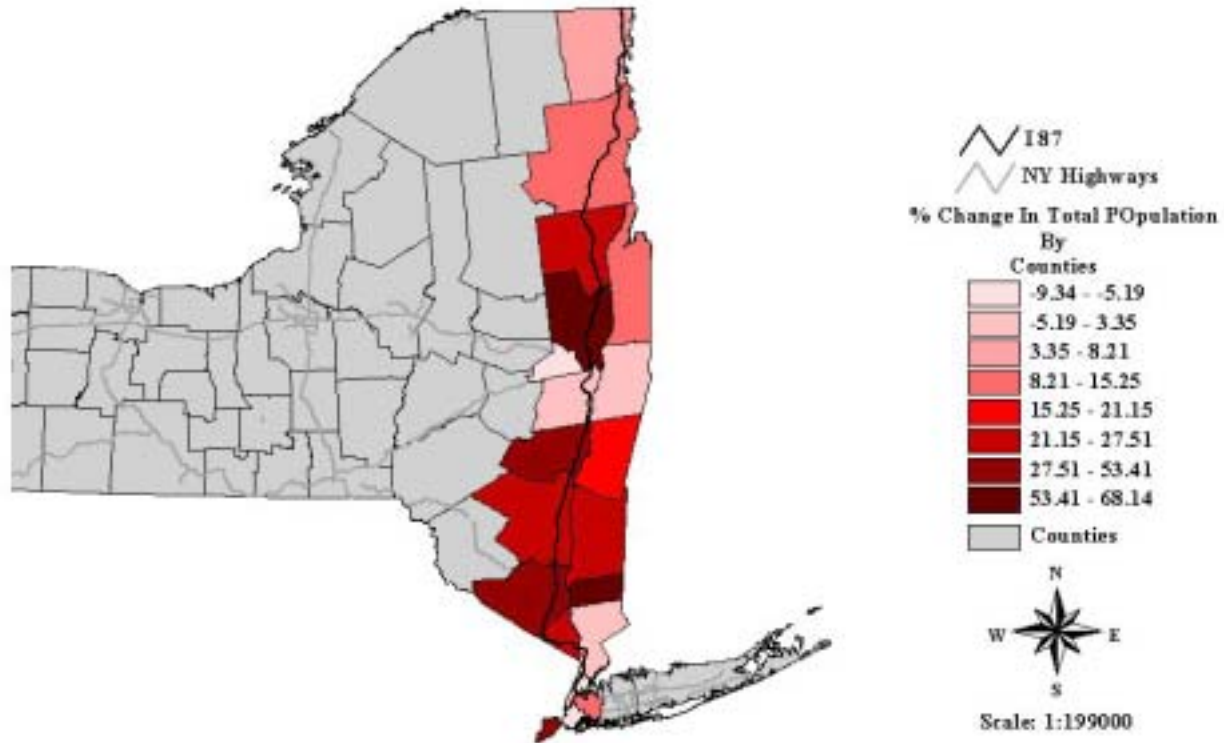 I87
NY Highways
% Change In Total POpulation
By
Counties
-9.34 - -5.19
-5.19 - 3.35
3.35 - 8.21
8.21 - 15.25
15.25 - 21.15
21.15 - 27.51
27.51 - 53.41
53.41 - 68.14
Counties
N
W E
S
Scale: 1:199000